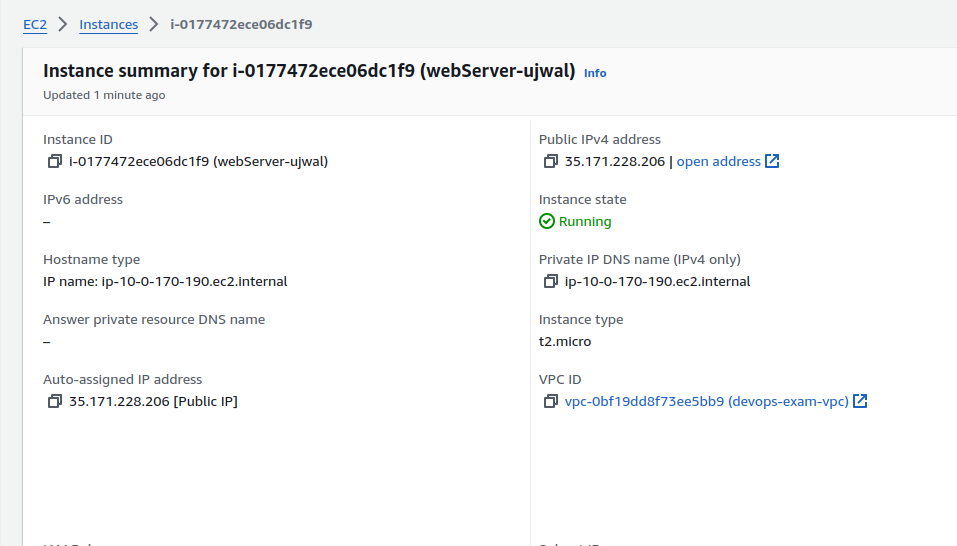 EC2 > Instances > i-0177472ece06dc1f9
Instance summary for i-0177472ece06dc1f9 (webServer-ujwal) Info
Updated 1 minute ago
Instance ID
i-0177472ece06dc1f9 (webServer-ujwal)
IPv6 address
–
Hostname type
IP name: ip-10-0-170-190.ec2.internal
Answer private resource DNS name
–
Auto-assigned IP address
35.171.228.206 [Public IP]
Public IPv4 address
35.171.228.206 | open address
Instance state
Running
Private IP DNS name (IPv4 only)
ip-10-0-170-190.ec2.internal
Instance type
t2.micro
VPC ID
vpc-0bf19dd8f73ee5bb9 (devops-exam-vpc)